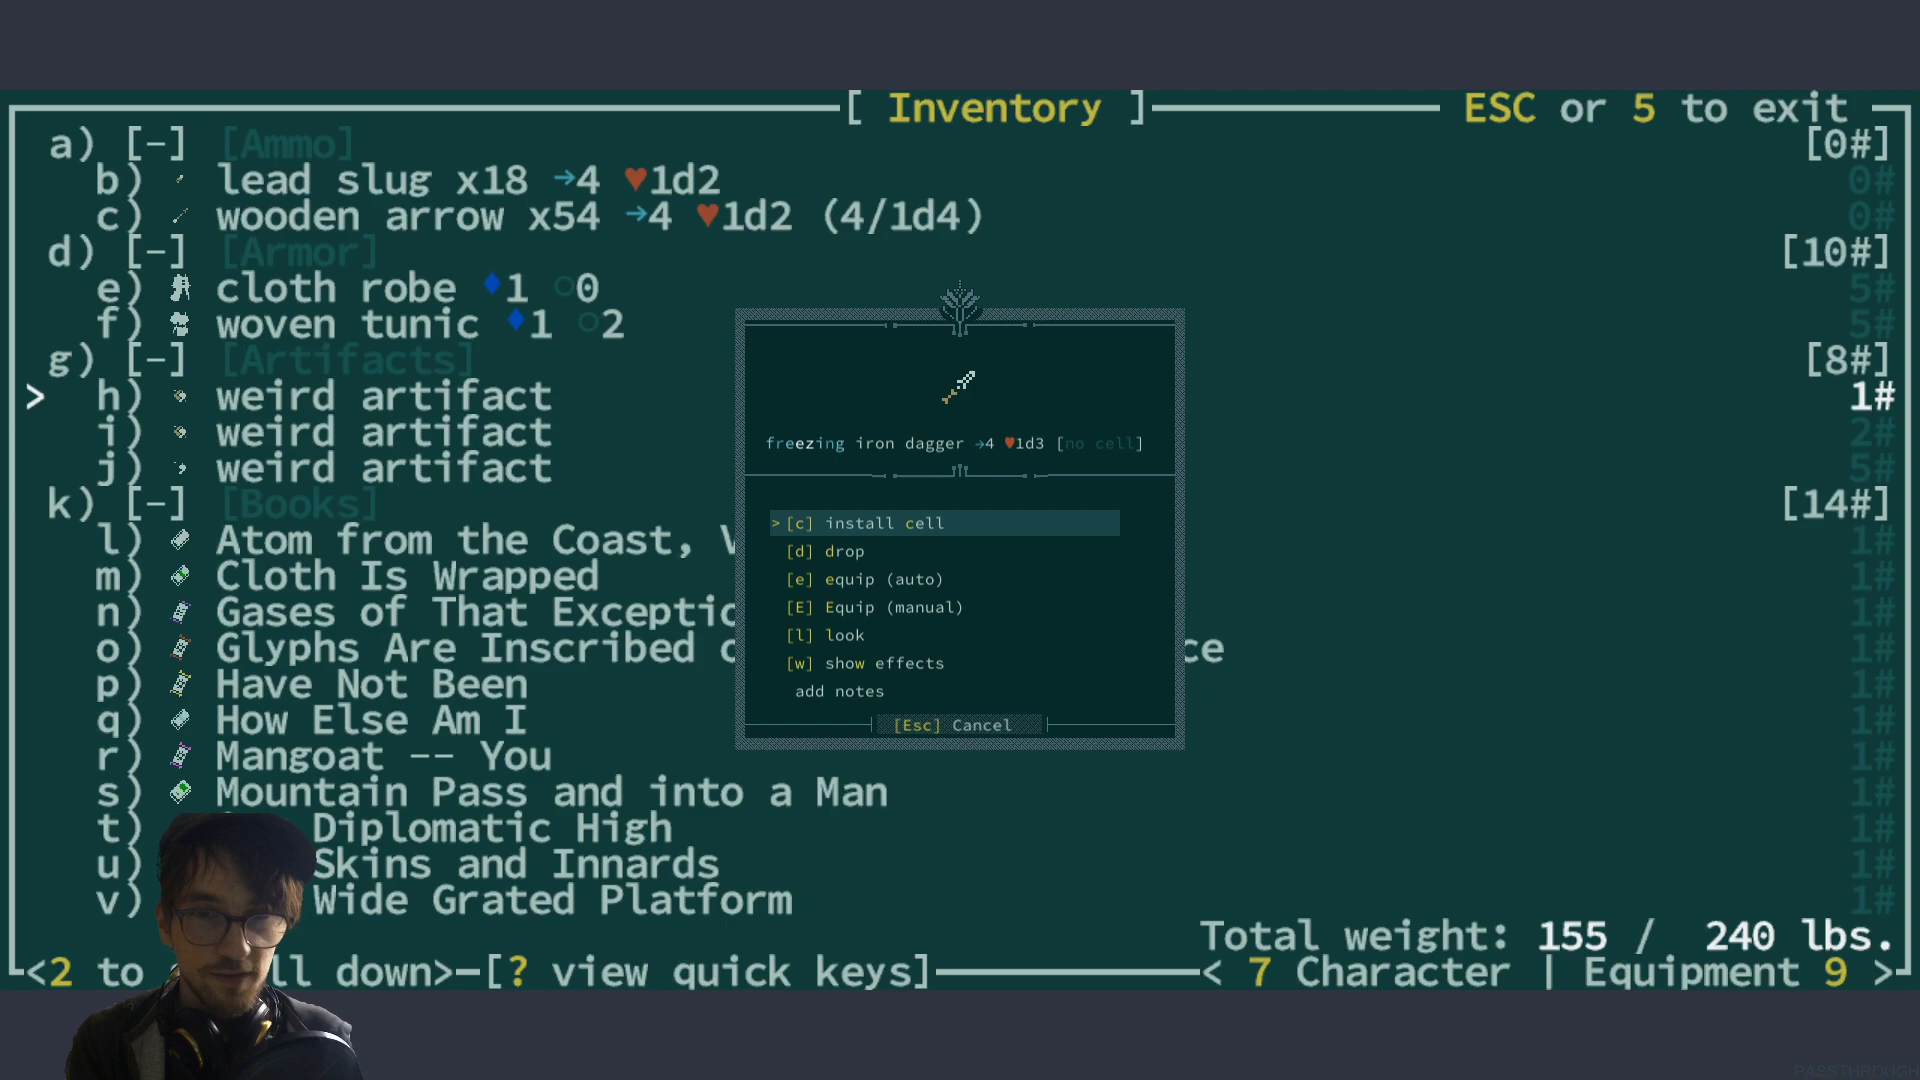 [ Inventory ] ESC or 5 to exit
a) [-] [Ammo] [0#]
b) lead slug x18 →4 ♥1d2 0#
c) wooden arrow x54 →4 ♥1d2 (4/1d4) 0#
d) [-] [Armor] [10#]
e) cloth robe ♦1 ○0 5#
f) woven tunic ♦1 ○2 5#
g) [-] [Artifacts] [8#]
> h) weird artifact 1#
i) weird artifact 2#
j) weird artifact 5#
k) [-] [Books] [14#]
l) Atom from the Coast, 1#
m) Cloth Is Wrapped 1#
n) Gases of That 1#
o) Glyphs Are Inscribed 1#
p) Have Not Been 1#
q) How Else Am I 1#
r) Mangoat -- You 1#
s) Mountain Pass and into a Man 1#
t) Diplomatic High 1#
u) Skins and Innards 1#
v) Wide Grated Platform 1#
Total weight: 155 / 240 lbs.
<2 to down> [? view quick keys] < 7 Character | Equipment 9 >
freezing iron dagger →4 ♥1d3 [no cell]
> [c] install cell
[d] drop
[e] equip (auto)
[E] Equip (manual)
[l] look
[w] show effects
add notes
[Esc] Cancel
PASSTHROUGH